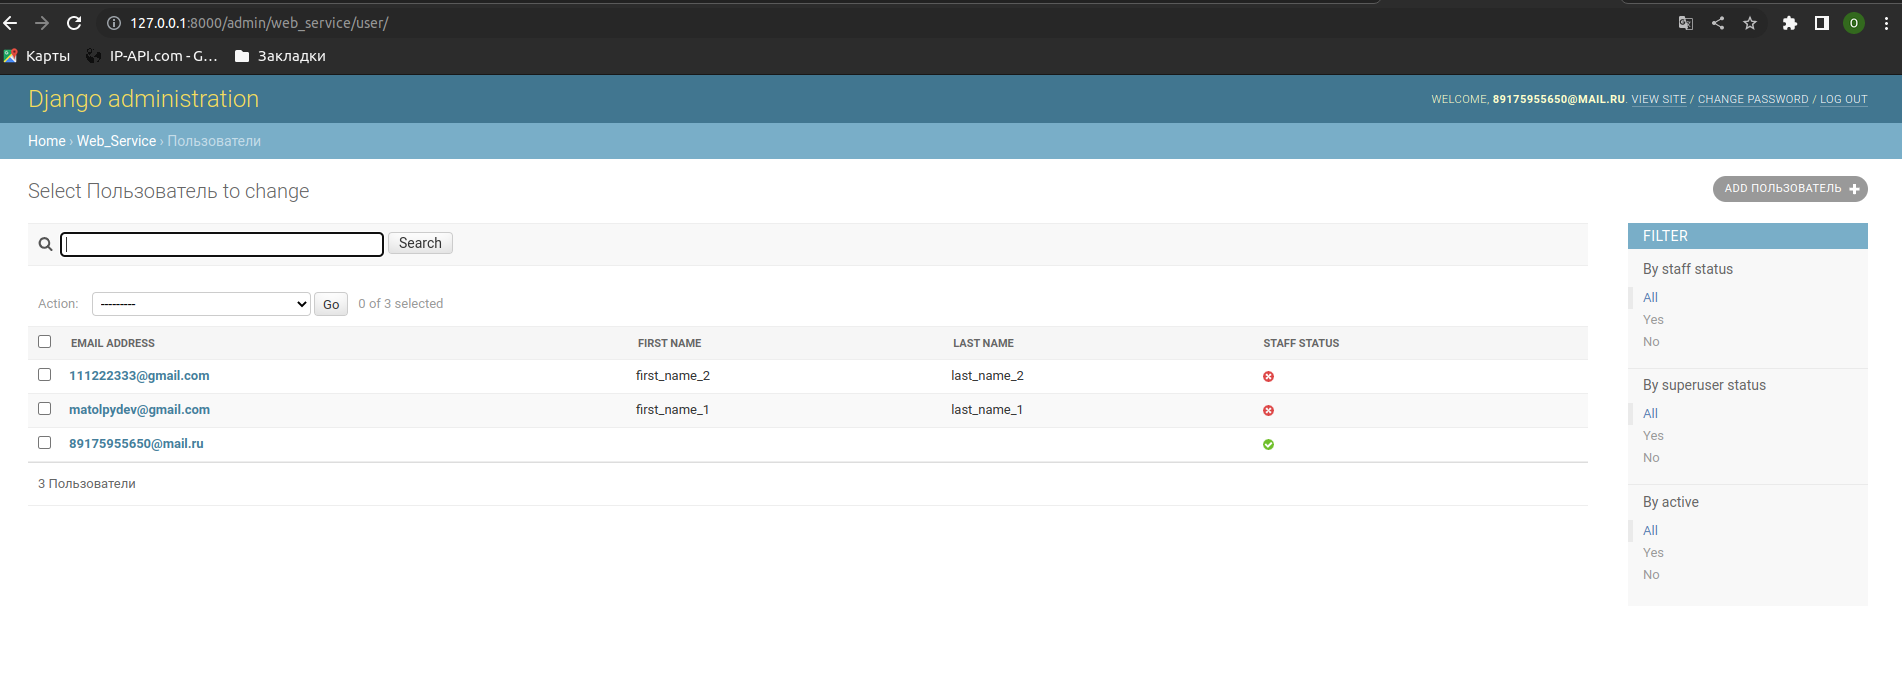 127.0.0.1:8000/admin/web_service/user/
O
Карты IP-API.com - G... Закладки
Django administration
WELCOME, 89175955650@MAIL.RU. VIEW SITE / CHANGE PASSWORD / LOG OUT
Home › Web_Service › Пользователи
Select Пользователь to change
ADD ПОЛЬЗОВАТЕЛЬ +
Search
Action: --------- Go 0 of 3 selected
EMAIL ADDRESS FIRST NAME LAST NAME STAFF STATUS
111222333@gmail.com first_name_2 last_name_2
matolpydev@gmail.com first_name_1 last_name_1
89175955650@mail.ru
3 Пользователи
FILTER
By staff status
All
Yes
No
By superuser status
All
Yes
No
By active
All
Yes
No